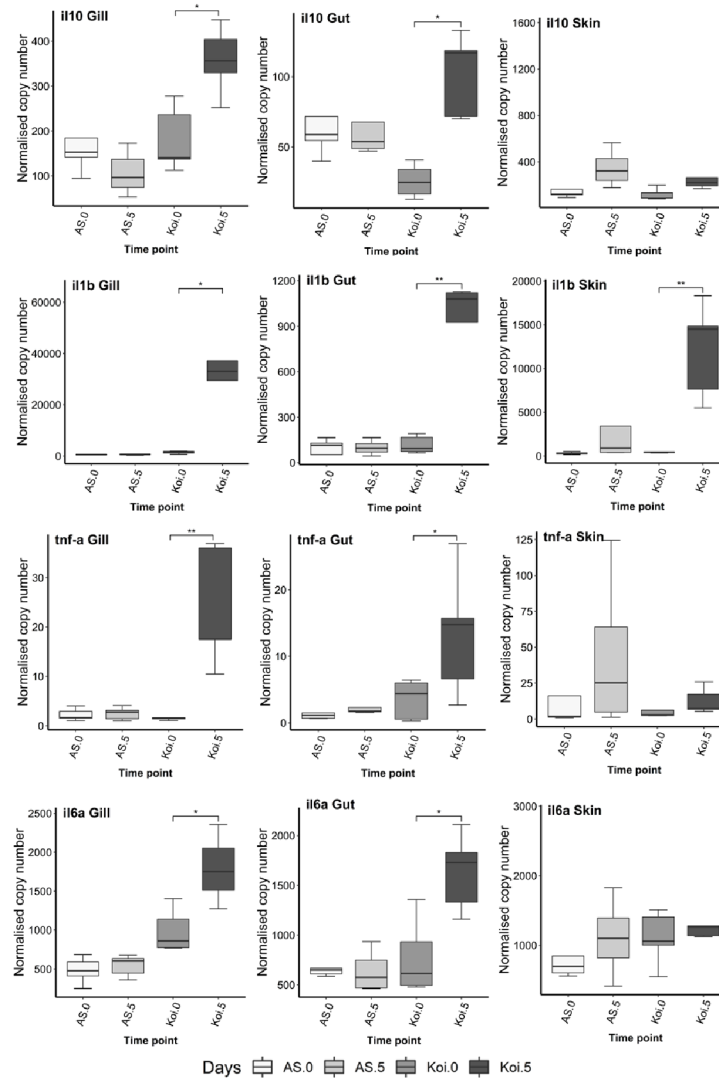 il10 Gill
*
Normalised copy number
400
300
200
100
AS.0
AS.5
Koi.0
Koi.5
Time point
il10 Gut
*
Normalised copy number
100
50
AS.0
AS.5
Koi.0
Koi.5
Time point
il10 Skin
Normalised copy number
1600
1200
800
400
AS.0
AS.5
Koi.0
Koi.5
Time point
il1b Gill
*
Normalised copy number
60000
40000
20000
0
AS.0
AS.5
Koi.0
Koi.5
Time point
il1b Gut
**
Normalised copy number
1200
900
600
300
0
AS.0
AS.5
Koi.0
Koi.5
Time point
il1b Skin
**
Normalised copy number
20000
15000
10000
5000
0
AS.0
AS.5
Koi.0
Koi.5
Time point
tnf-a Gill
**
Normalised copy number
30
20
10
0
AS.0
AS.5
Koi.0
Koi.5
Time point
tnf-a Gut
*
Normalised copy number
20
10
0
AS.0
AS.5
Koi.0
Koi.5
Time point
tnf-a Skin
Normalised copy number
125
100
75
50
25
0
AS.0
AS.5
Koi.0
Koi.5
Time point
il6a Gill
*
Normalised copy number
2500
2000
1500
1000
500
0
AS.0
AS.5
Koi.0
Koi.5
Time point
il6a Gut
*
Normalised copy number
2000
1500
1000
500
AS.0
AS.5
Koi.0
Koi.5
Time point
il6a Skin
Normalised copy number
3000
2000
1000
0
AS.0
AS.5
Koi.0
Koi.5
Time point
Days AS.0 AS.5 Koi.0 Koi.5